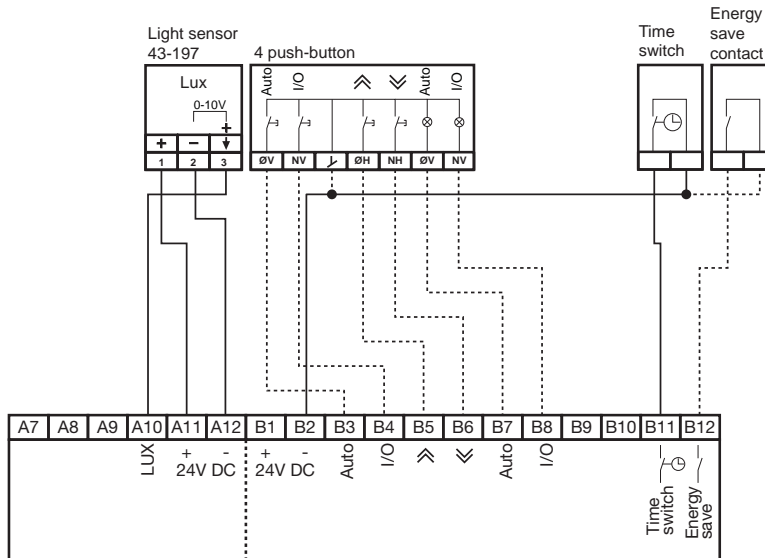 Light sensor
43-197
Lux
0-10V
+
+ −
1 2 3
4 push-button
Auto I/O Auto I/O
ØV NV ØH NH ØV NV
Time
switch
Energy
save
contact
A7 A8 A9 A10 A11 A12 B1 B2 B3 B4 B5 B6 B7 B8 B9 B10 B11 B12
LUX
+ -
24V DC
+ -
24V DC
Auto
I/O
Auto
I/O
Time
switch
Energy
save